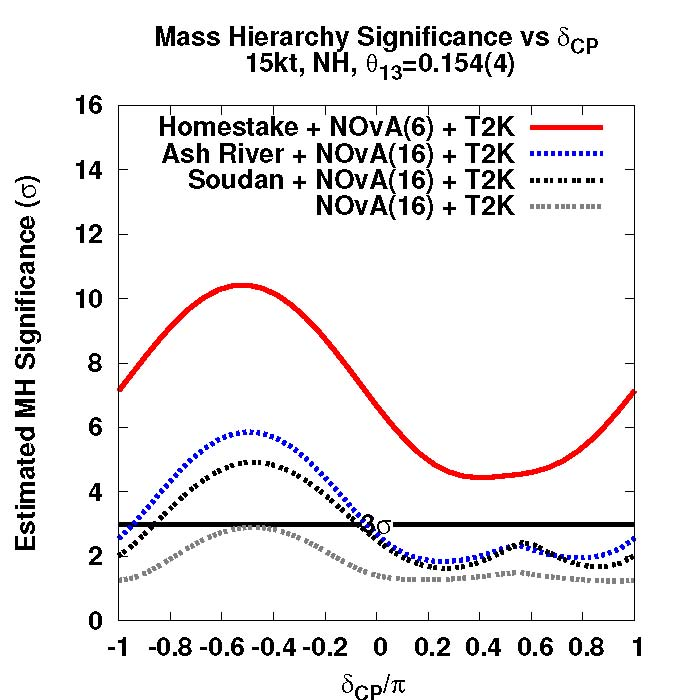 Mass Hierarchy Significance vs δCP
15kt, NH, θ13=0.154(4)
Homestake + NOvA(6) + T2K
Ash River + NOvA(16) + T2K
Soudan + NOvA(16) + T2K
NOvA(16) + T2K
Estimated MH Significance (σ)
16
14
12
10
8
6
4
2
0
3σ
-1 -0.8 -0.6 -0.4 -0.2 0 0.2 0.4 0.6 0.8 1
δCP/π